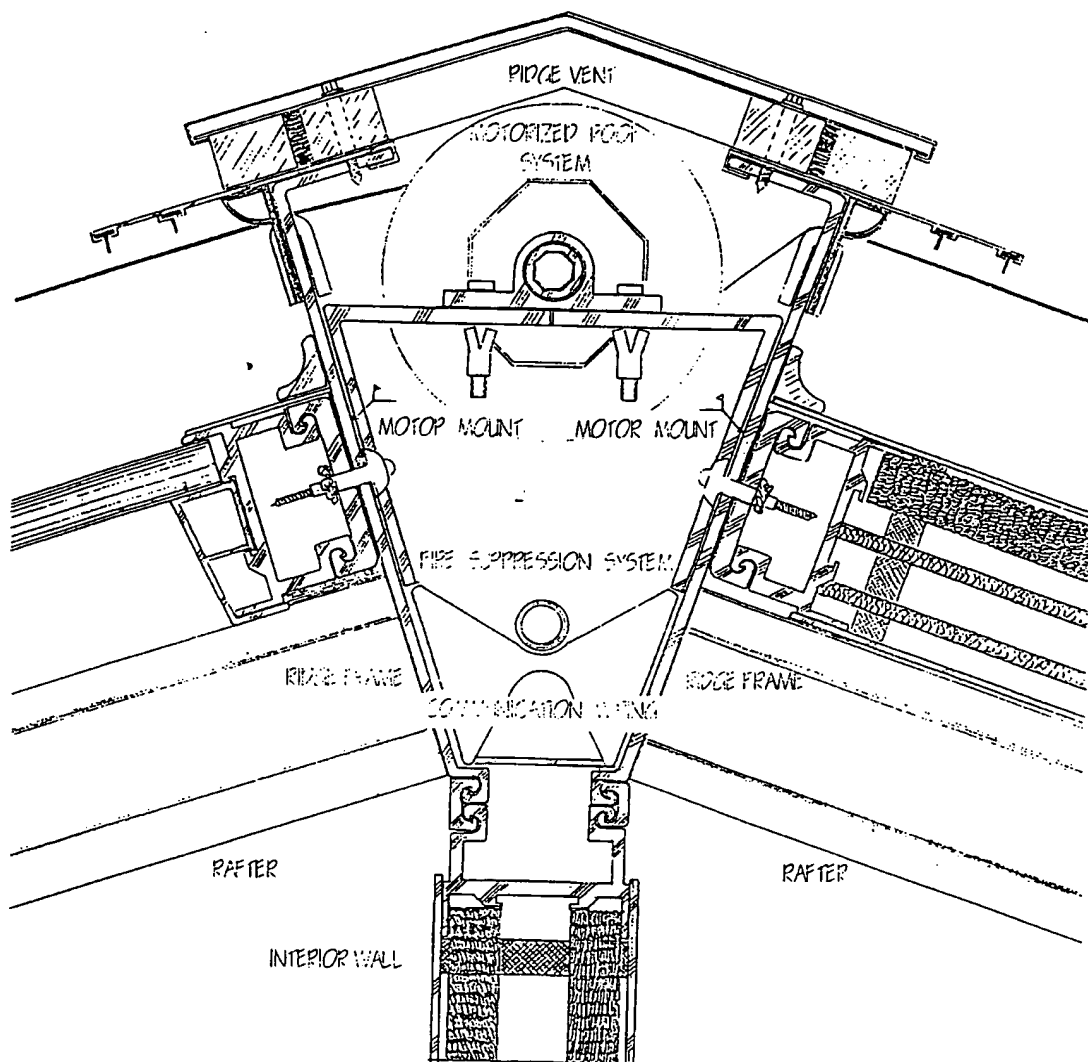 RIDGE VENT
MOTORIZED ROOF
SYSTEM
MOTOR MOUNT
MOTOR MOUNT
FIRE SUPPRESSION SYSTEM
RIDGE FRAME
RIDGE FRAME
COMMUNICATION WIRING
RAFTER
RAFTER
INTERIOR WALL